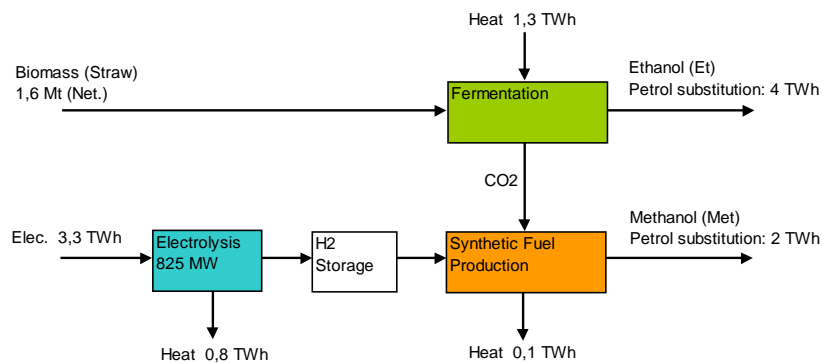 Heat 1,3 TWh
Biomass (Straw)
1,6 Mt (Net.)
Fermentation
Ethanol (Et)
Petrol substitution: 4 TWh
CO2
Elec. 3,3 TWh
Electrolysis
825 MW
H2
Storage
Synthetic Fuel
Production
Methanol (Met)
Petrol substitution: 2 TWh
Heat 0,8 TWh
Heat 0,1 TWh